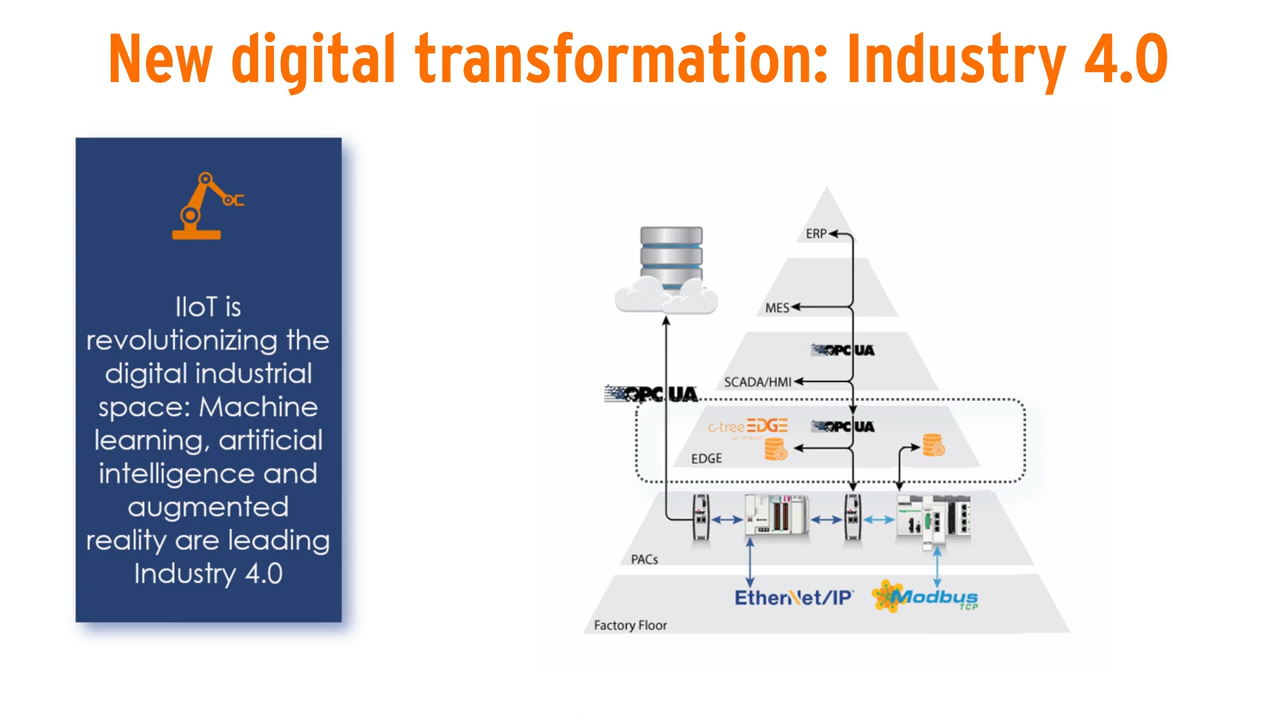 New digital transformation: Industry 4.0
IIoT is
revolutionizing the
digital industrial
space: Machine
learning, artificial
intelligence and
augmented
reality are leading
Industry 4.0
ERP
MES
OPC UA
SCADA/HMI
OPC UA
c-tree EDGE
OPC UA
EDGE
PACs
EtherNet/IP
Modbus
TCP
Factory Floor